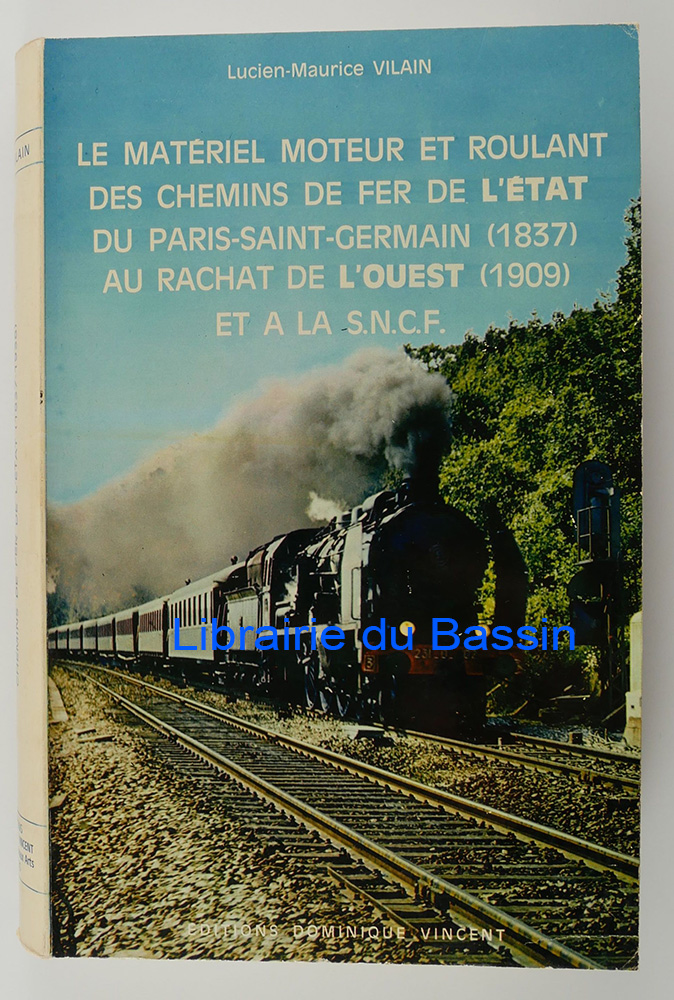 Lucien-Maurice VILAIN
LE MATÉRIEL MOTEUR ET ROULANT
DES CHEMINS DE FER DE L'ÉTAT
DU PARIS-SAINT-GERMAIN (1837)
AU RACHAT DE L'OUEST (1909)
ET A LA S.N.C.F.
Librairie du Bassin
EDITIONS DOMINIQUE VINCENT